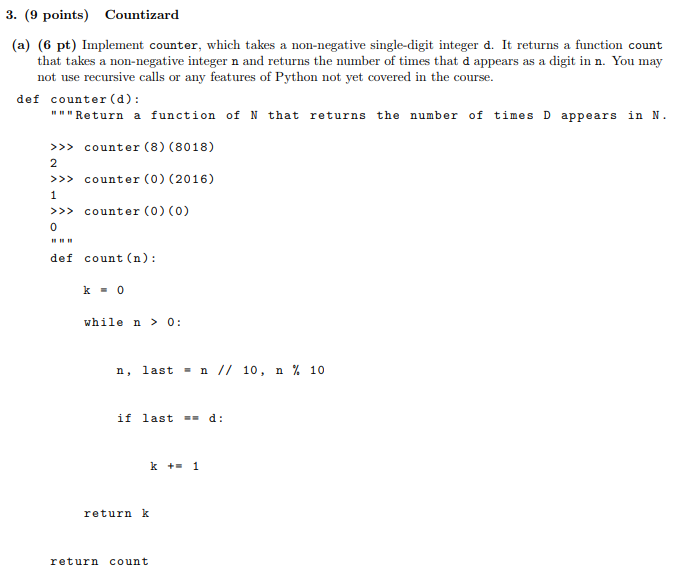 3. (9 points) Countizard
(a) (6 pt) Implement counter, which takes a non-negative single-digit integer d. It returns a function count
that takes a non-negative integer n and returns the number of times that d appears as a digit in n. You may
not use recursive calls or any features of Python not yet covered in the course.
def counter(d):
    """Return a function of N that returns the number of times D appears in N.
    >>> counter(8)(8018)
    2
    >>> counter(0)(2016)
    1
    >>> counter(0)(0)
    0
    """
    def count(n):
        k = 0
        while n > 0:
            n, last = n // 10, n % 10
            if last == d:
                k += 1
        return k
    return count